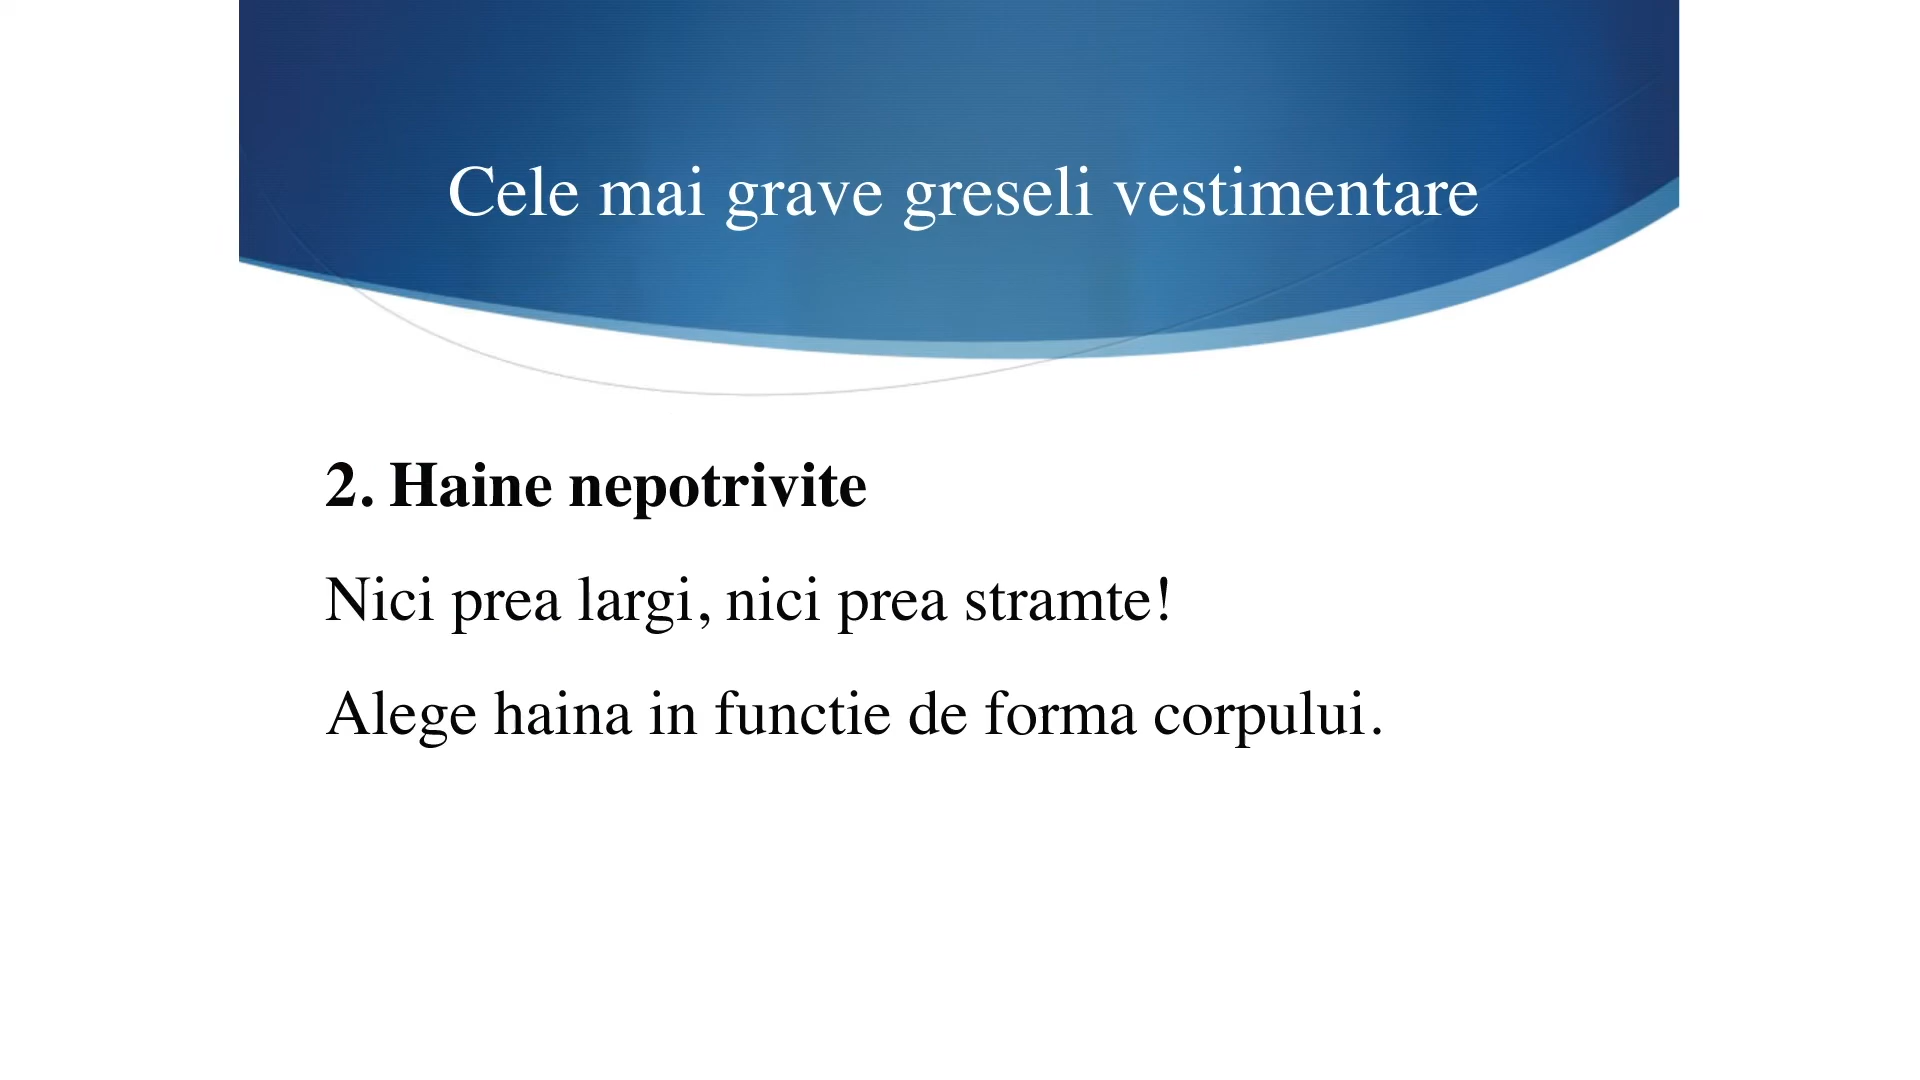 Cele mai grave greseli vestimentare
2. Haine nepotrivite
Nici prea largi, nici prea stramte!
Alege haina in functie de forma corpului.